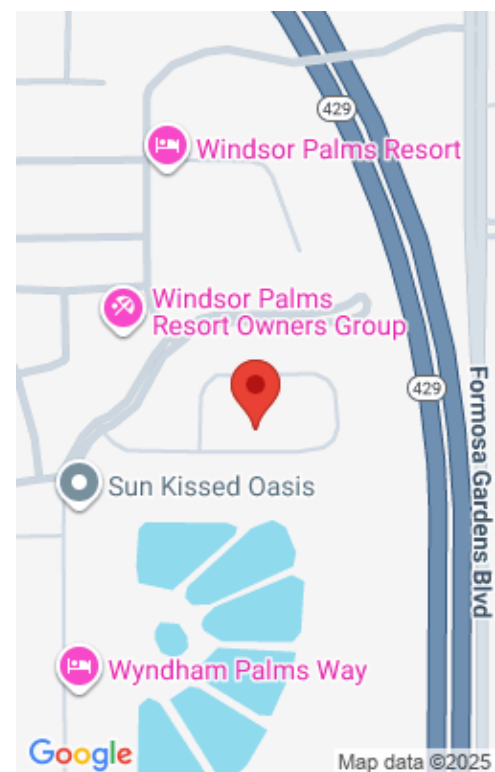 429
Windsor Palms Resort
Windsor Palms
Resort Owners Group
429
Formosa Gardens Blvd
Sun Kissed Oasis
Wyndham Palms Way
Google
Map data ©2025